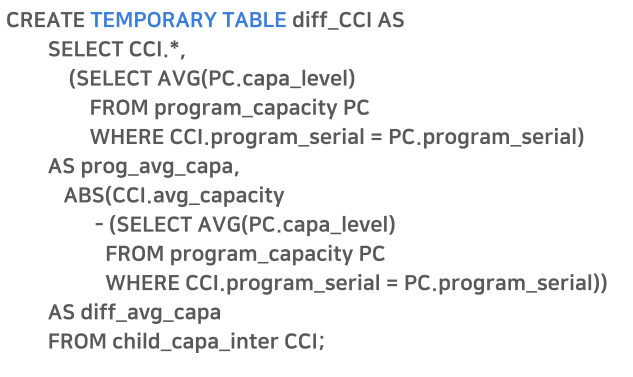 CREATE TEMPORARY TABLE diff_CCI AS
SELECT CCI.*,
(SELECT AVG(PC.capa_level)
FROM program_capacity PC
WHERE CCI.program_serial = PC.program_serial)
AS prog_avg_capa,
ABS(CCI.avg_capacity
- (SELECT AVG(PC.capa_level)
FROM program_capacity PC
WHERE CCI.program_serial = PC.program_serial))
AS diff_avg_capa
FROM child_capa_inter CCI;